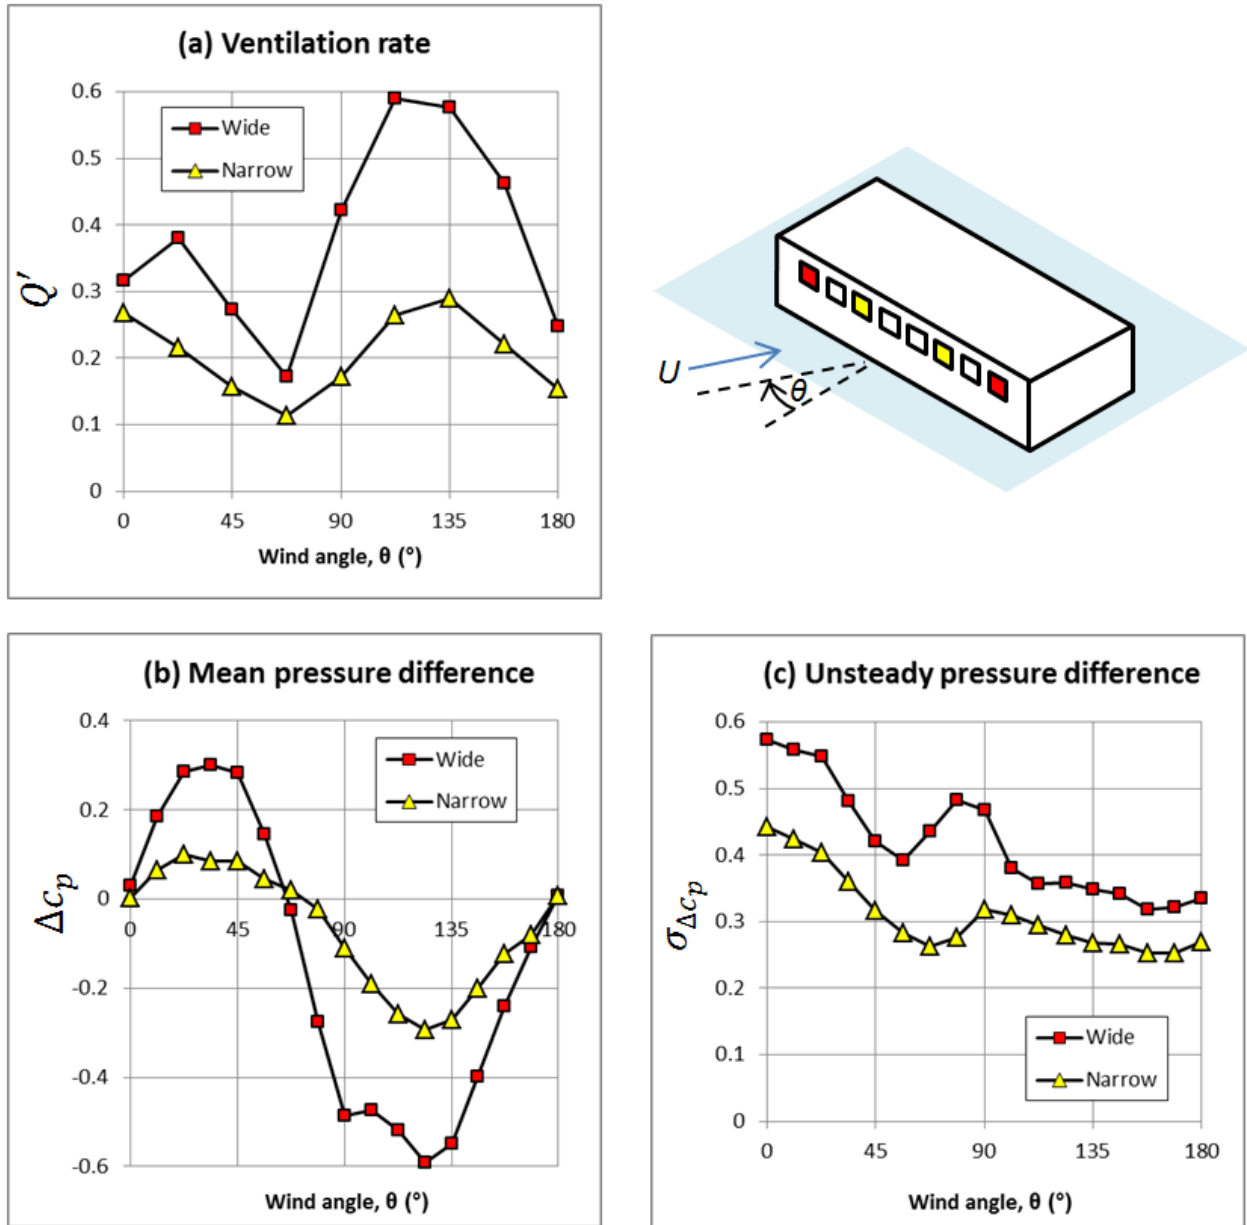 (a) Ventilation rate
Q′
0.6
0.5
0.4
0.3
0.2
0.1
0
Wide
Narrow
0 45 90 135 180
Wind angle, θ (°)
U
θ
(b) Mean pressure difference
Δc_p
0.4
0.2
0
-0.2
-0.4
-0.6
Wide
Narrow
0 45 90 135 180
Wind angle, θ (°)
(c) Unsteady pressure difference
σ_Δc_p
0.6
0.5
0.4
0.3
0.2
0.1
0
Wide
Narrow
0 45 90 135 180
Wind angle, θ (°)